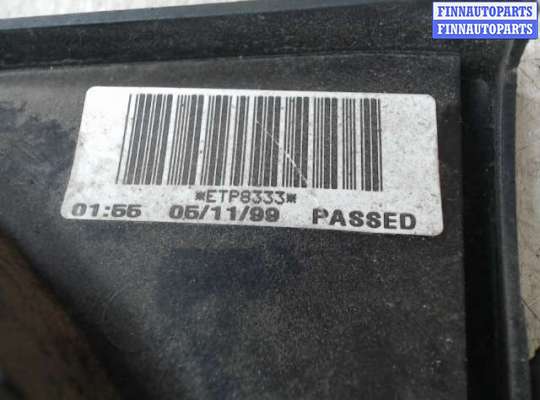 FINNAUTOPARTS
FINNAUTOPARTS
*ETP8333*
01:55 05/11/99 PASSED